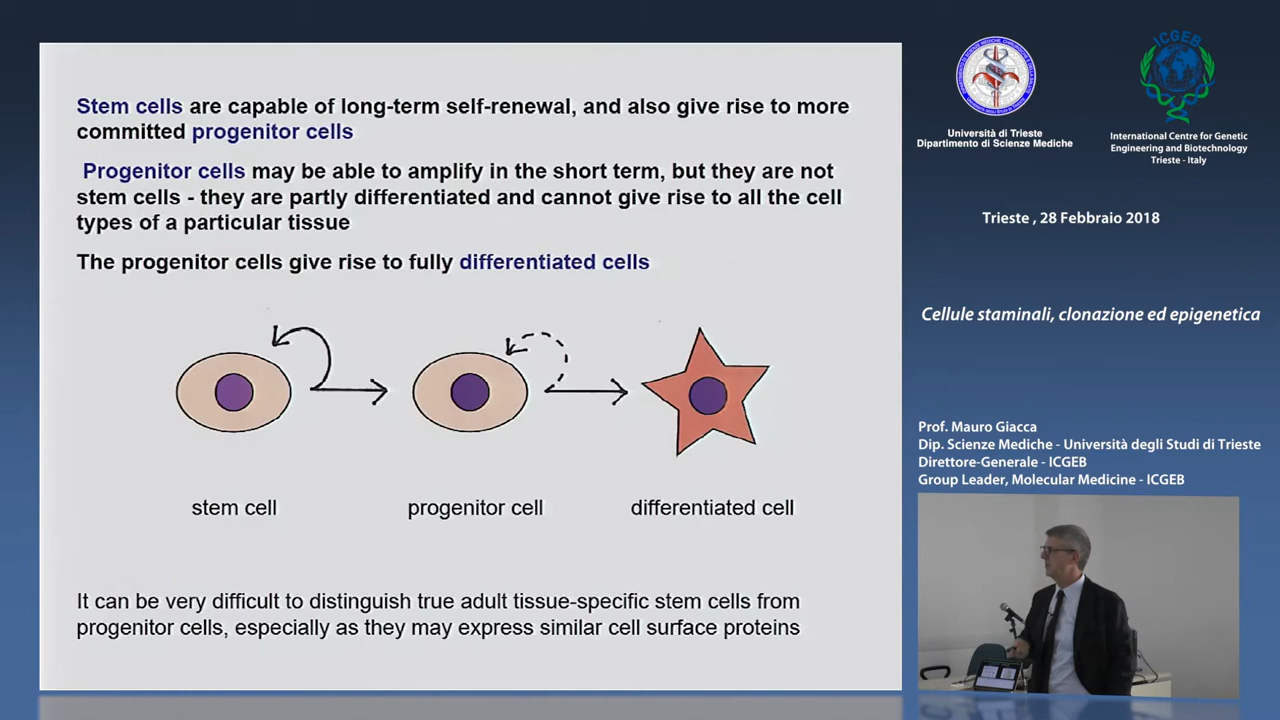 Stem cells are capable of long-term self-renewal, and also give rise to more
committed progenitor cells
Progenitor cells may be able to amplify in the short term, but they are not
stem cells - they are partly differentiated and cannot give rise to all the cell
types of a particular tissue
The progenitor cells give rise to fully differentiated cells
stem cell
progenitor cell
differentiated cell
It can be very difficult to distinguish true adult tissue-specific stem cells from
progenitor cells, especially as they may express similar cell surface proteins
Università di Trieste
Dipartimento di Scienze Mediche
ICGEB
International Centre for Genetic
Engineering and Biotechnology
Trieste - Italy
Trieste , 28 Febbraio 2018
Cellule staminali, clonazione ed epigenetica
Prof. Mauro Giacca
Dip. Scienze Mediche - Università degli Studi di Trieste
Direttore-Generale - ICGEB
Group Leader, Molecular Medicine - ICGEB